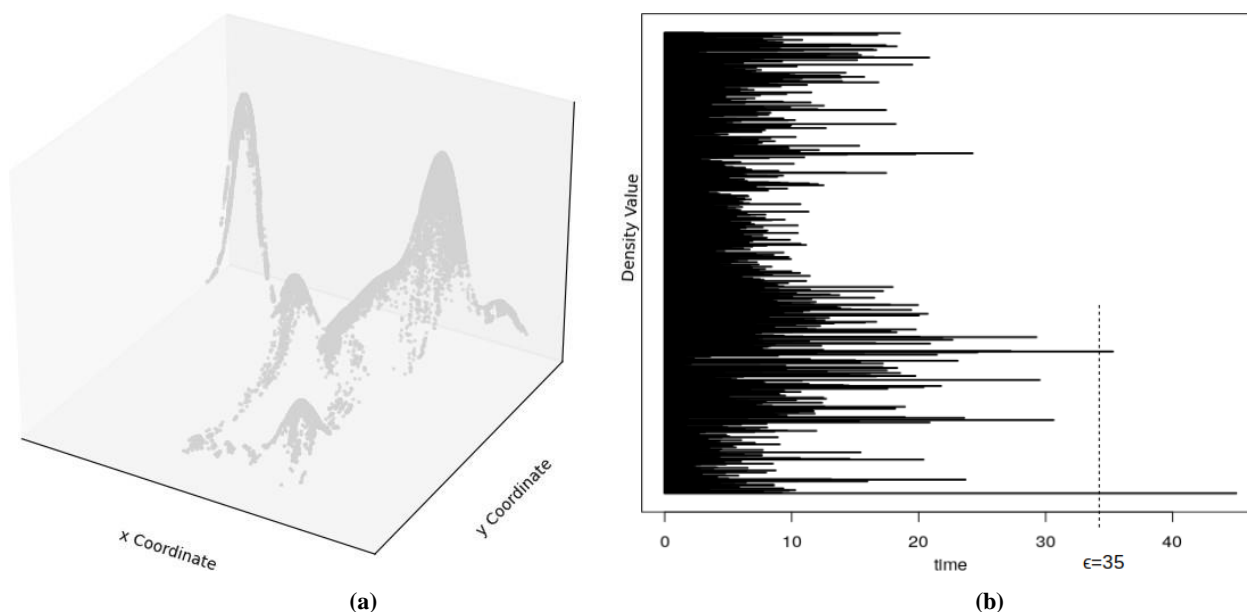 x Coordinate
y Coordinate
(a)
Density Value
0 10 20 30 40
time
ϵ=35
(b)